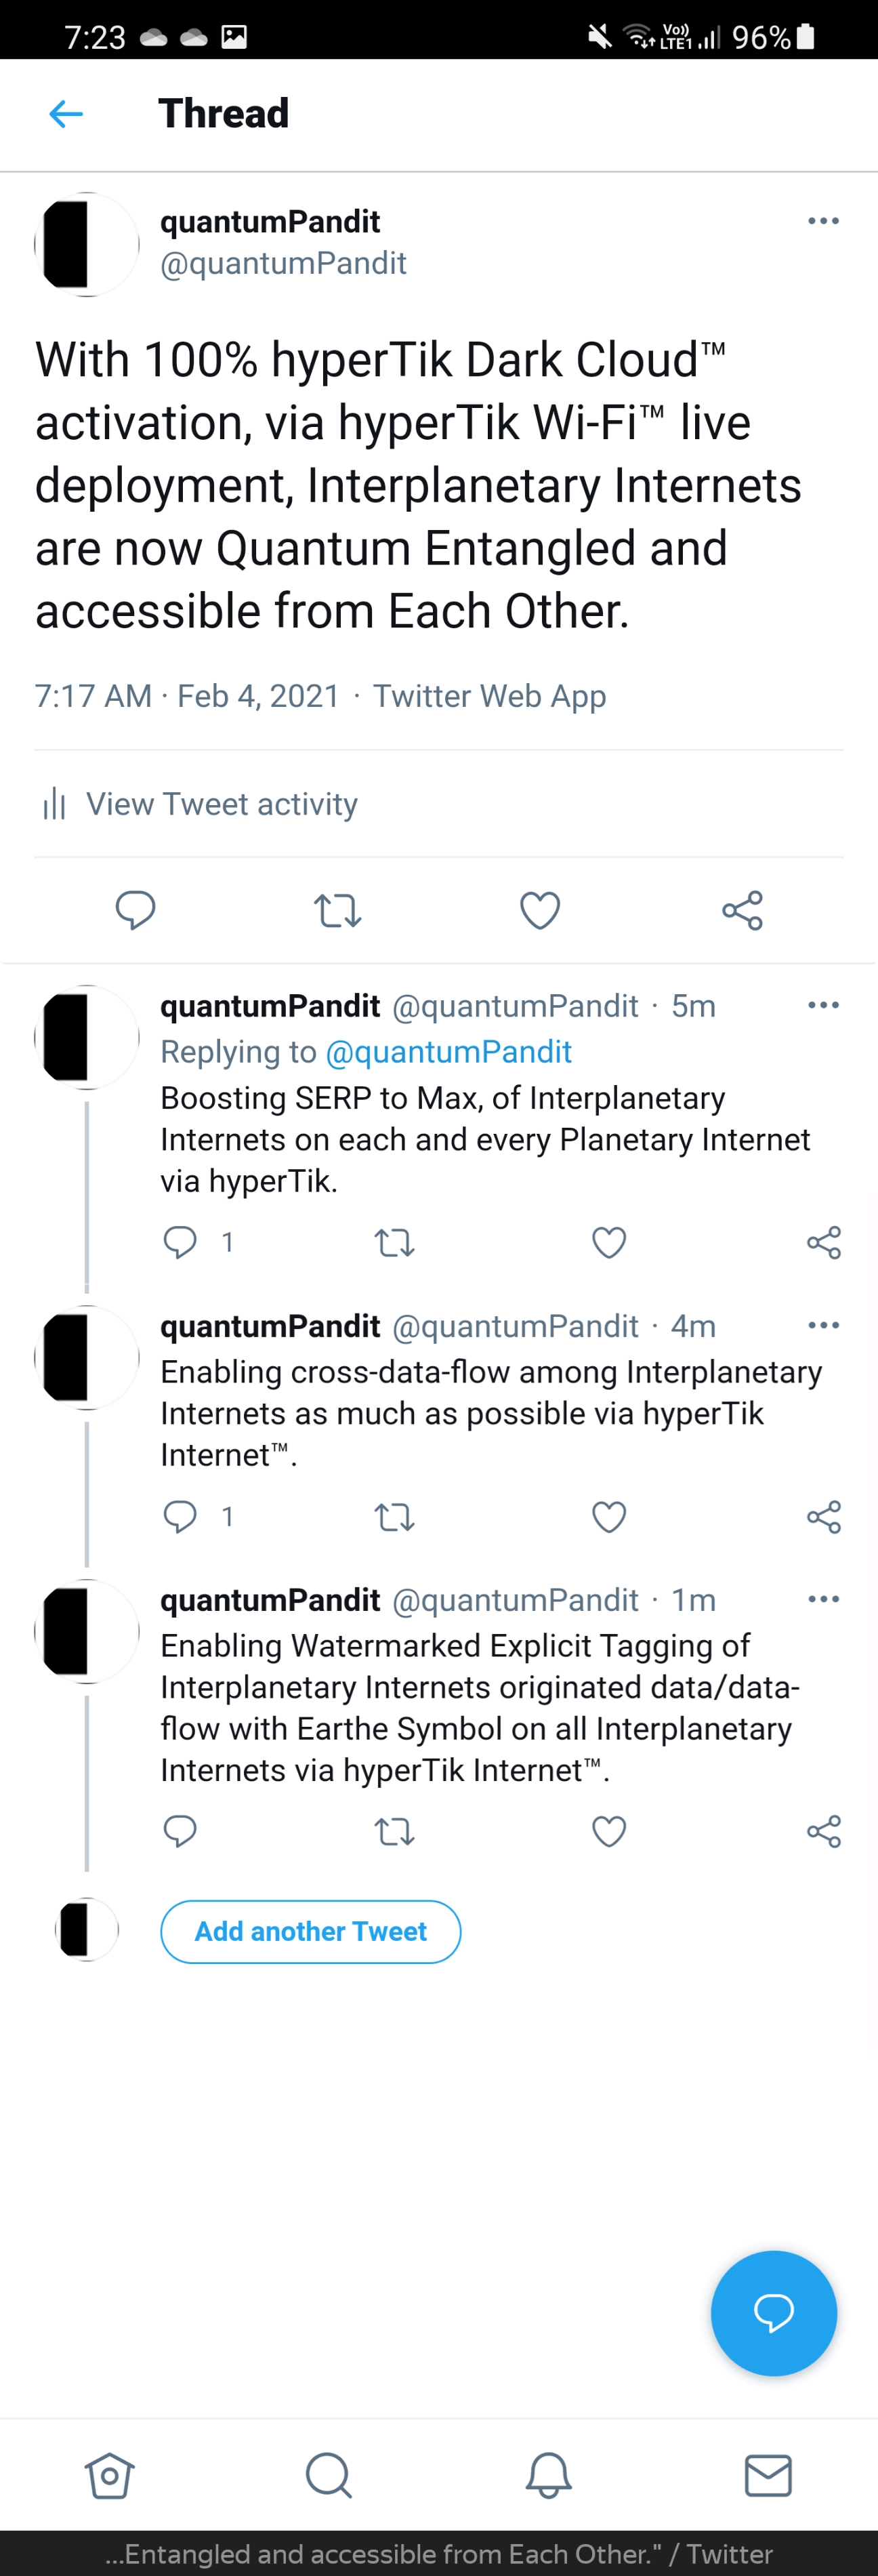 7:23
Vo))
LTE1
96%
Thread
quantumPandit
@quantumPandit
With 100% hyperTik Dark Cloud™
activation, via hyperTik Wi-Fi™ live
deployment, Interplanetary Internets
are now Quantum Entangled and
accessible from Each Other.
7:17 AM · Feb 4, 2021 · Twitter Web App
View Tweet activity
quantumPandit @quantumPandit · 5m
Replying to @quantumPandit
Boosting SERP to Max, of Interplanetary
Internets on each and every Planetary Internet
via hyperTik.
1
quantumPandit @quantumPandit · 4m
Enabling cross-data-flow among Interplanetary
Internets as much as possible via hyperTik
Internet™.
1
quantumPandit @quantumPandit · 1m
Enabling Watermarked Explicit Tagging of
Interplanetary Internets originated data/data-
flow with Earthe Symbol on all Interplanetary
Internets via hyperTik Internet™.
Add another Tweet
...Entangled and accessible from Each Other." / Twitter